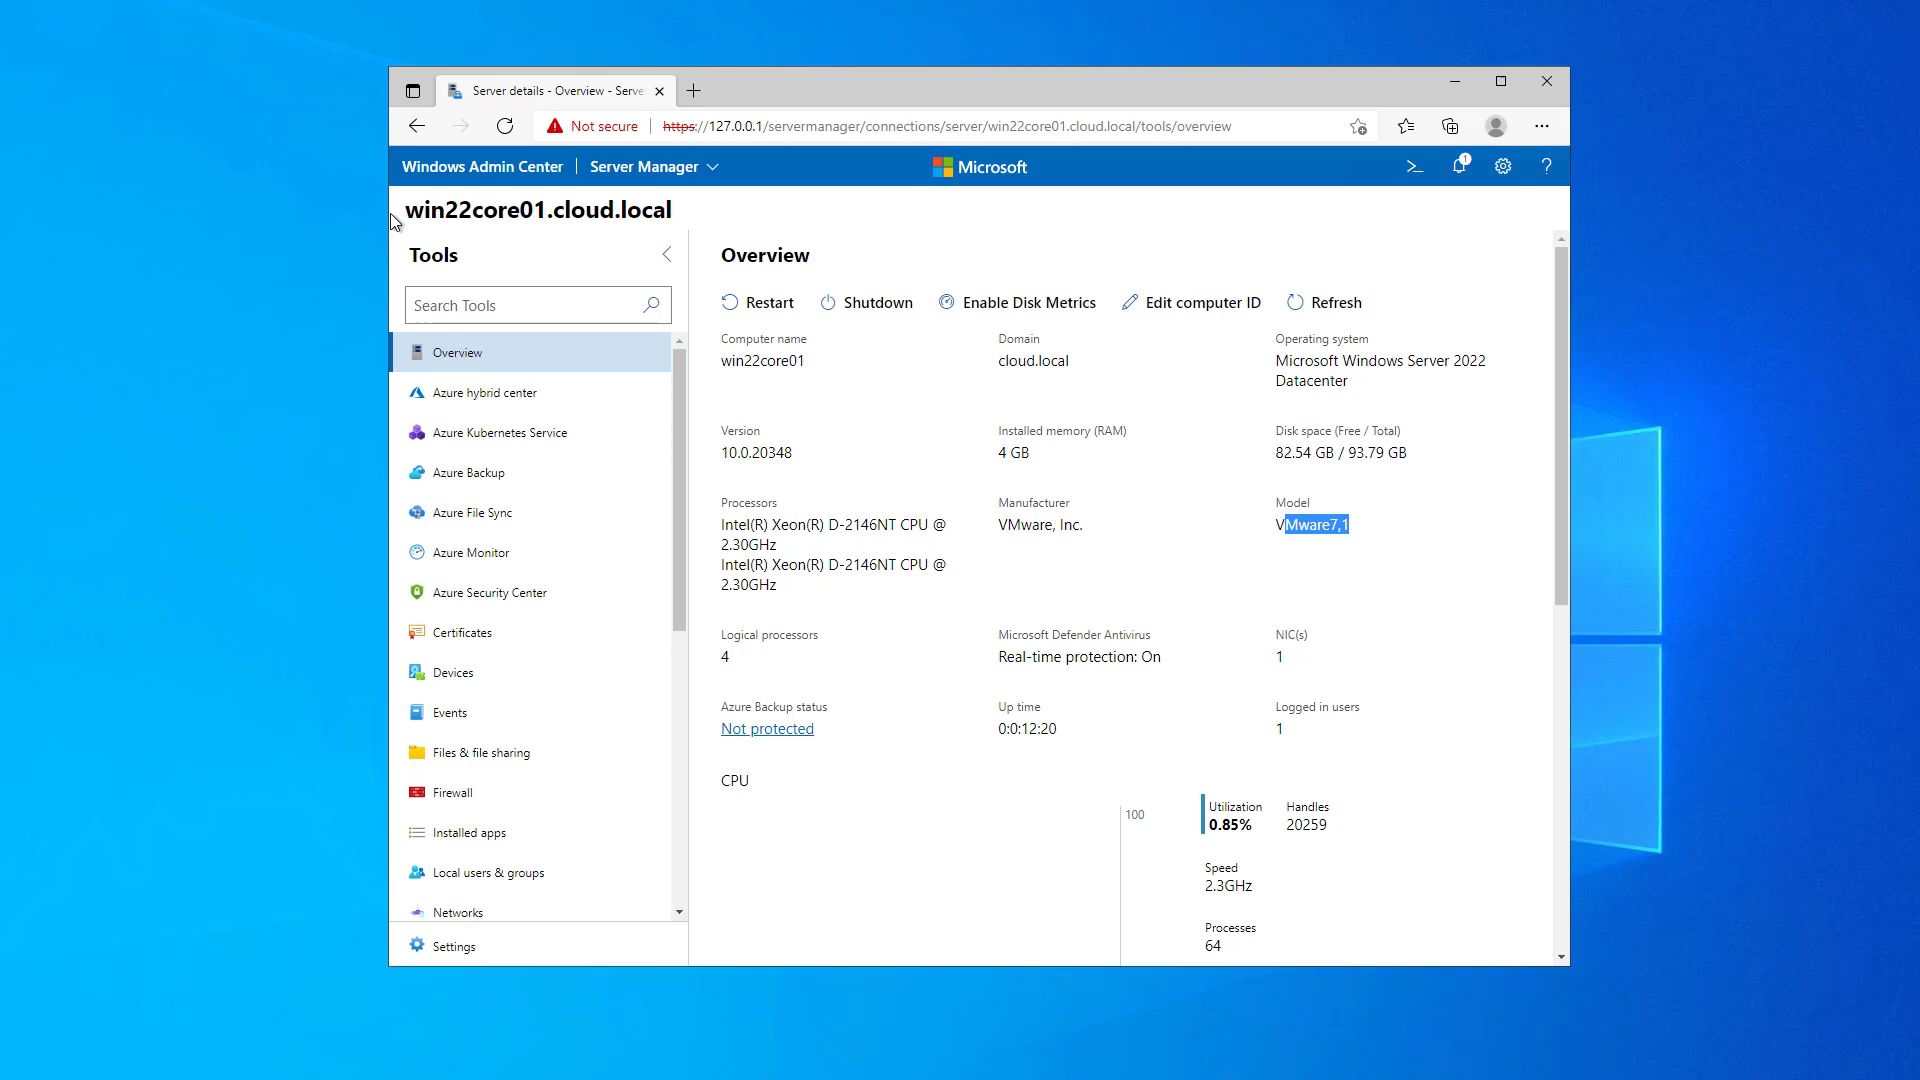 Server details - Overview - Serve
Not secure
https://127.0.0.1/servermanager/connections/server/win22core01.cloud.local/tools/overview
Windows Admin Center
Server Manager
Microsoft
1
win22core01.cloud.local
Tools
Search Tools
Overview
Azure hybrid center
Azure Kubernetes Service
Azure Backup
Azure File Sync
Azure Monitor
Azure Security Center
Certificates
Devices
Events
Files & file sharing
Firewall
Installed apps
Local users & groups
Networks
Settings
Overview
Restart
Shutdown
Enable Disk Metrics
Edit computer ID
Refresh
Computer name
win22core01
Domain
cloud.local
Operating system
Microsoft Windows Server 2022
Datacenter
Version
10.0.20348
Installed memory (RAM)
4 GB
Disk space (Free / Total)
82.54 GB / 93.79 GB
Processors
Intel(R) Xeon(R) D-2146NT CPU @
2.30GHz
Intel(R) Xeon(R) D-2146NT CPU @
2.30GHz
Manufacturer
VMware, Inc.
Model
VMware7,1
Logical processors
4
Microsoft Defender Antivirus
Real-time protection: On
NIC(s)
1
Azure Backup status
Not protected
Up time
0:0:12:20
Logged in users
1
CPU
100
Utilization
0.85%
Handles
20259
Speed
2.3GHz
Processes
64